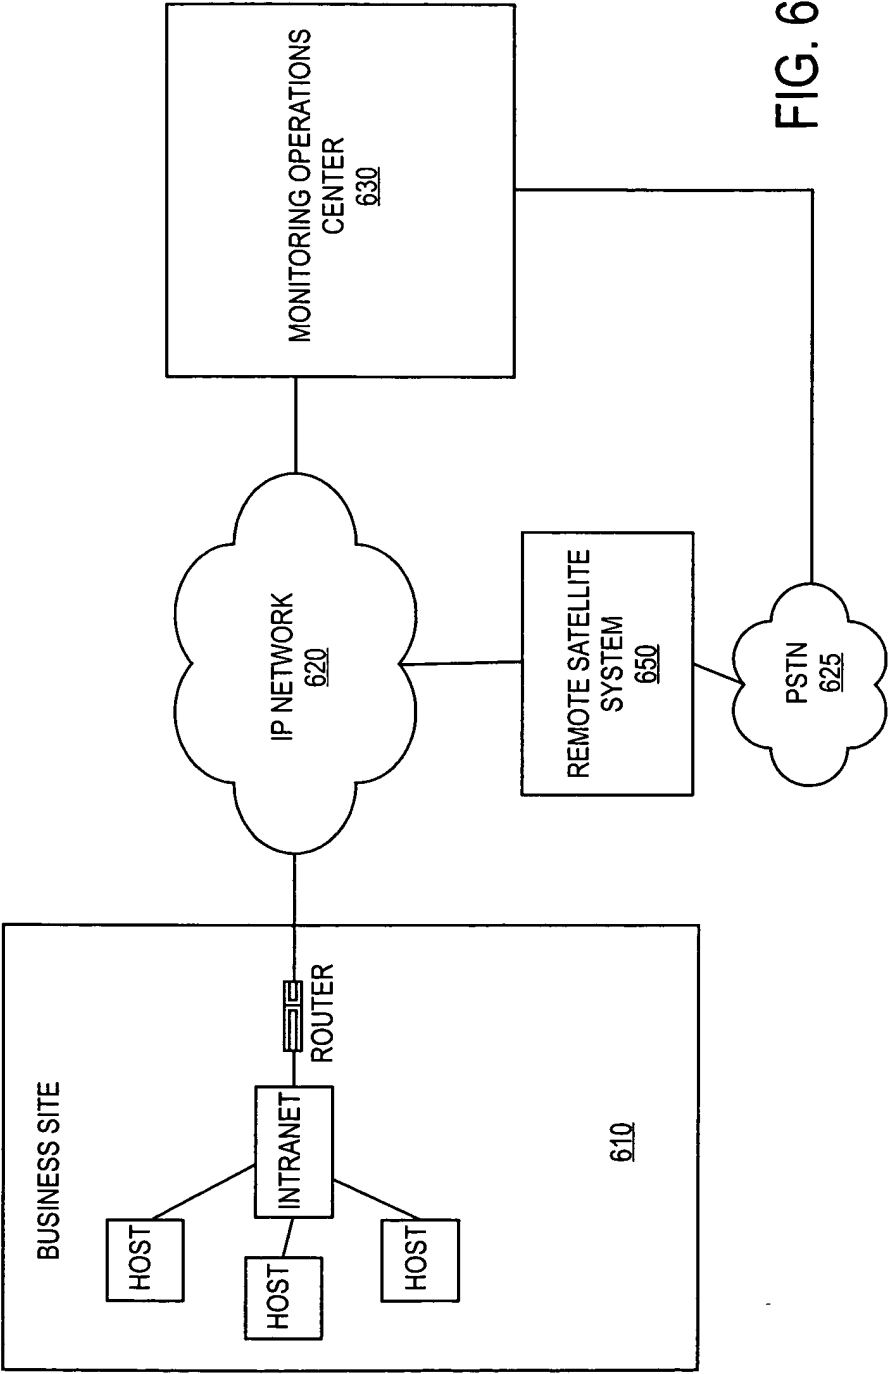 BUSINESS SITE
HOST
HOST
HOST
INTRANET
ROUTER
610
IP NETWORK
620
MONITORING OPERATIONS
CENTER
630
REMOTE SATELLITE
SYSTEM
650
PSTN
625
FIG. 6